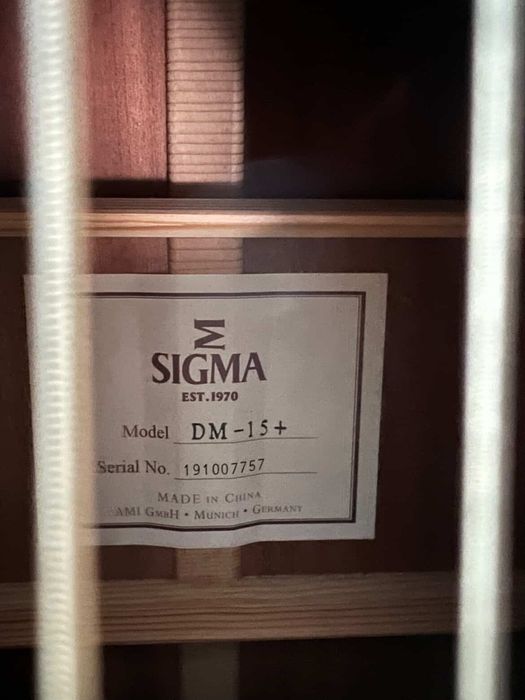 Σ
SIGMA
EST.1970
Model DM-15+
Serial No. 191007757
MADE IN CHINA
AMI GMBH • MUNICH • GERMANY